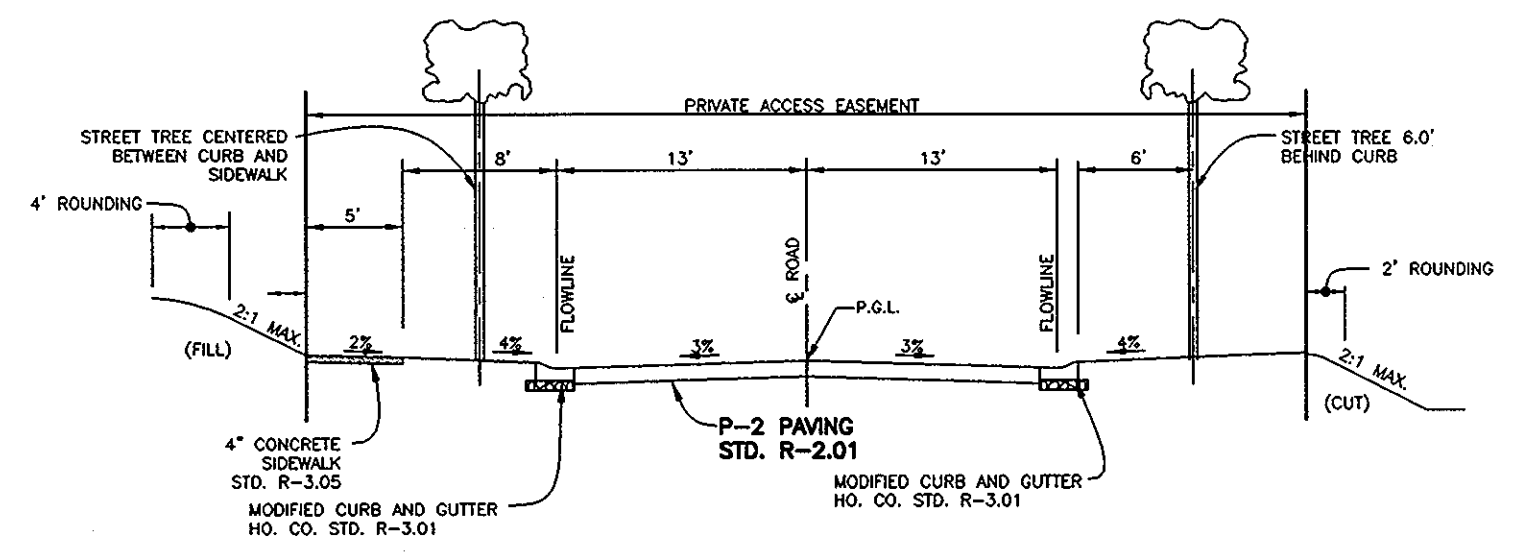 PRIVATE ACCESS EASEMENT
STREET TREE CENTERED
BETWEEN CURB AND
SIDEWALK
STREET TREE 6.0'
BEHIND CURB
8'
13'
13'
6'
4' ROUNDING
5'
2' ROUNDING
FLOWLINE
℄ ROAD
FLOWLINE
P.G.L.
2:1 MAX.
(FILL)
2%
4%
3%
3%
4%
2:1 MAX.
(CUT)
P-2 PAVING
STD. R-2.01
4" CONCRETE
SIDEWALK
STD. R-3.05
MODIFIED CURB AND GUTTER
HO. CO. STD. R-3.01
MODIFIED CURB AND GUTTER
HO. CO. STD. R-3.01